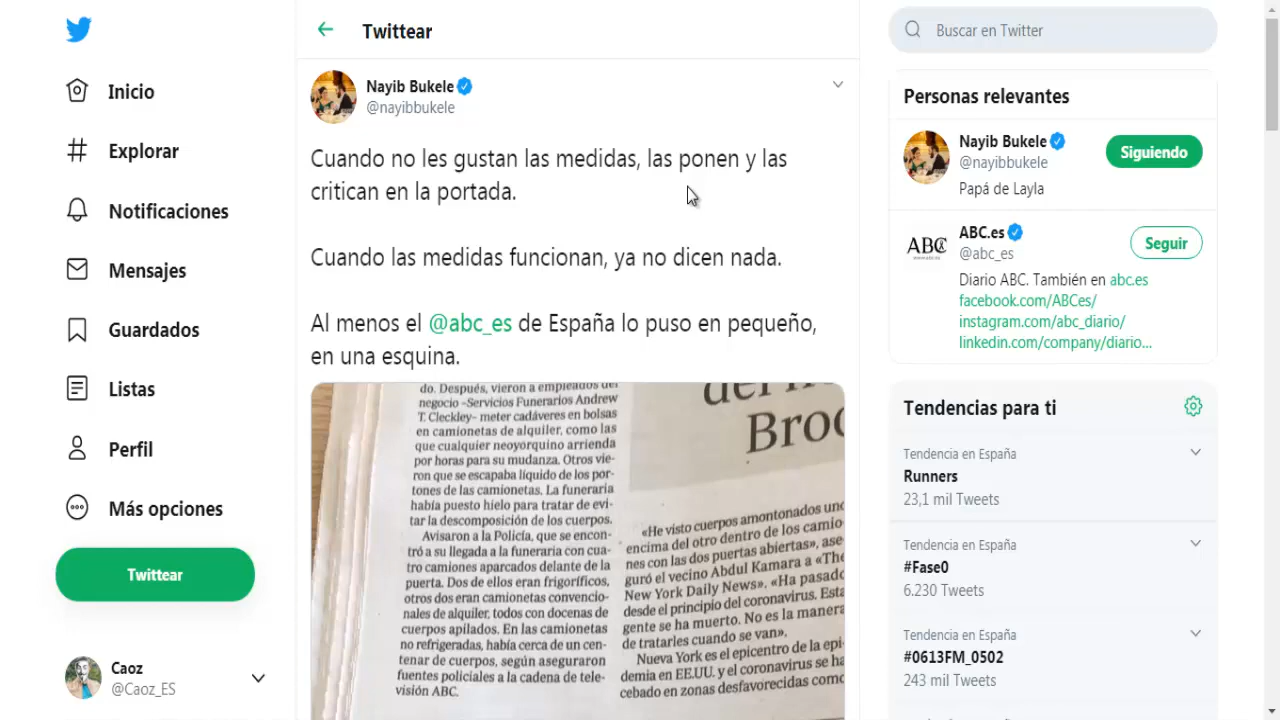 Inicio
Explorar
Notificaciones
Mensajes
Guardados
Listas
Perfil
Más opciones
Twittear
Caoz
@Caoz_ES
Twittear
Nayib Bukele
@nayibbukele
Cuando no les gustan las medidas, las ponen y las
critican en la portada.
Cuando las medidas funcionan, ya no dicen nada.
Al menos el @abc_es de España lo puso en pequeño,
en una esquina.
do. Después, vieron a empleados del
negocio -Servicios Funerarios Andrew
T. Cleckley- meter cadáveres en bolsas
en camionetas de alquiler, como las
que cualquier neoyorquino arrienda
por horas para su mudanza. Otros vie-
ron que se escapaba líquido de los por-
tones de las camionetas. La funeraria
había puesto hielo para tratar de evi-
tar la descomposición de los cuerpos.
Avisaron a la Policía, que se encon-
tró a su llegada a la funeraria con cua-
tro camiones aparcados delante de la
puerta. Dos de ellos eran frigoríficos,
otros dos eran camionetas convencio-
nales de alquiler, todos con docenas de
cuerpos apilados. En las camionetas
no refrigeradas, había cerca de un cen-
tenar de cuerpos, según aseguraron
fuentes policiales a la cadena de tele-
visión ABC.
Broo
«He visto cuerpos amontonados uno
encima del otro dentro de los camio-
nes con las dos puertas abiertas», ase-
guró el vecino Abdul Kamara a «The
New York Daily News». «Ha pasado
desde el principio del coronavirus. Esta
gente se ha muerto. No es la manera
de tratarles cuando se van».
Nueva York es el epicentro de la epi-
demia en EE.UU. y el coronavirus se ha
cebado en zonas desfavorecidas como
Buscar en Twitter
Personas relevantes
Nayib Bukele
@nayibbukele
Siguiendo
Papá de Layla
ABC
ABC.es
@abc_es
Seguir
Diario ABC. También en abc.es
facebook.com/ABCes/
instagram.com/abc_diario/
linkedin.com/company/diario...
Tendencias para ti
Tendencia en España
Runners
23,1 mil Tweets
Tendencia en España
#Fase0
6.230 Tweets
Tendencia en España
#0613FM_0502
243 mil Tweets